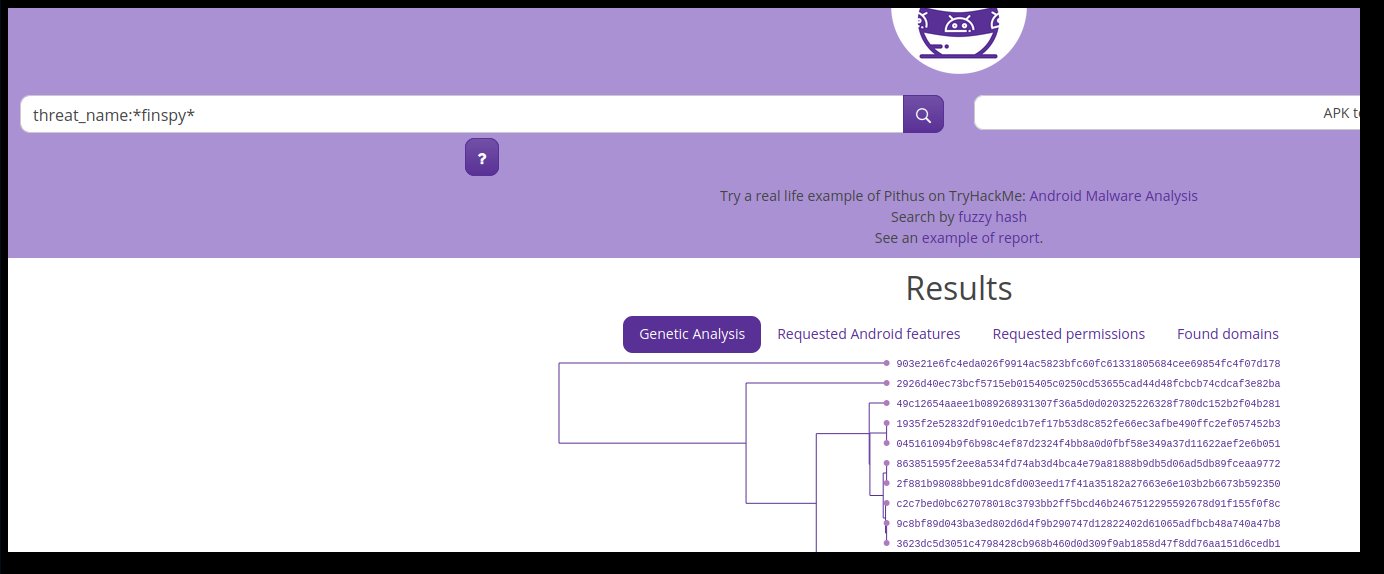 threat_name:*finspy*
APK to
?
Try a real life example of Pithus on TryHackMe: Android Malware Analysis
Search by fuzzy hash
See an example of report.
Results
Genetic Analysis Requested Android features Requested permissions Found domains
903e21e6fc4eda026f9914ac5823bfc60fc61331805684cee69854fc4f07d178
2926d40ec73bcf5715eb015405c0250cd53655cad44d48fcbcb74cdcaf3e82ba
49c12654aaee1b089268931307f36a5d0d020325226328f780dc152b2f04b281
1935f2e52832df910edc1b7ef17b53d8c852fe66ec3afbe490ffc2ef057452b3
045161094b9f6b98c4ef87d2324f4bb8a0d0fbf58e349a37d11622aef2e6b051
863851595f2ee8a534fd74ab3d4bca4e79a81888b9db5d06ad5db89fceaa9772
2f881b98088bbe91dc8fd003eed17f41a35182a27663e6e103b2b6673b592350
c2c7bed0bc627078018c3793bb2ff5bcd46b2467512295592678d91f155f0f8c
9c8bf89d043ba3ed802d6d4f9b290747d12822402d61065adfbcb48a740a47b8
3623dc5d3051c4798428cb968b460d0d309f9ab1858d47f8dd76aa151d6cedb1